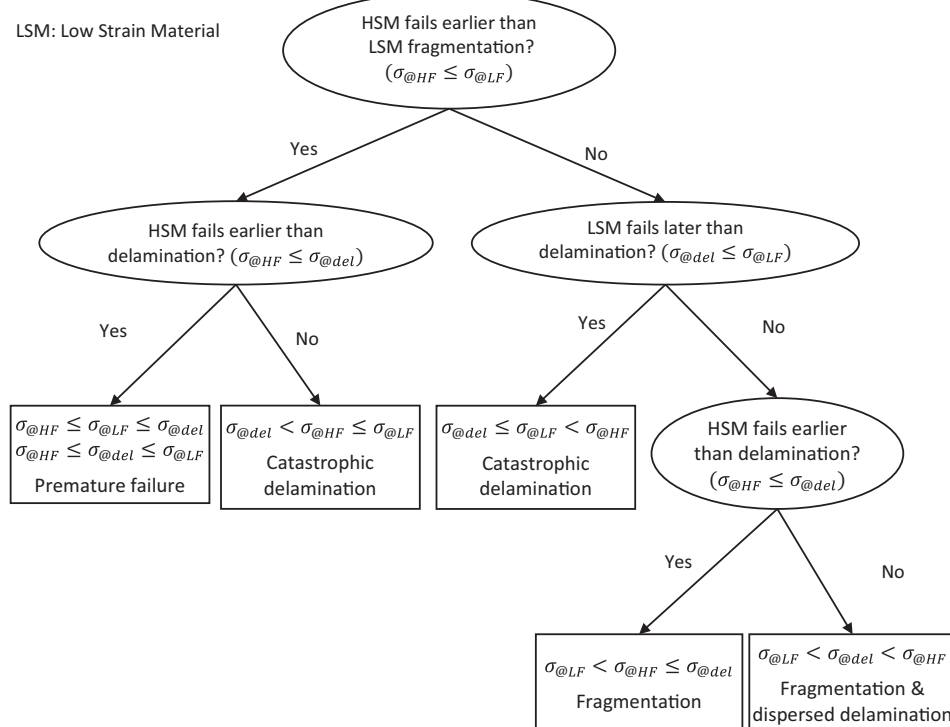 LSM: Low Strain Material
HSM fails earlier than
LSM fragmentation?
(σ@HF ≤ σ@LF)
Yes
No
HSM fails earlier than
delamination? (σ@HF ≤ σ@del)
LSM fails later than
delamination? (σ@del ≤ σ@LF)
Yes
No
Yes
No
σ@HF ≤ σ@LF ≤ σ@del
σ@HF ≤ σ@del ≤ σ@LF
Premature failure
σ@del < σ@HF ≤ σ@LF
Catastrophic
delamination
σ@del ≤ σ@LF < σ@HF
Catastrophic
delamination
HSM fails earlier
than delamination?
(σ@HF ≤ σ@del)
Yes
No
σ@LF < σ@HF ≤ σ@del
Fragmentation
σ@LF < σ@del < σ@HF
Fragmentation &
dispersed delamination